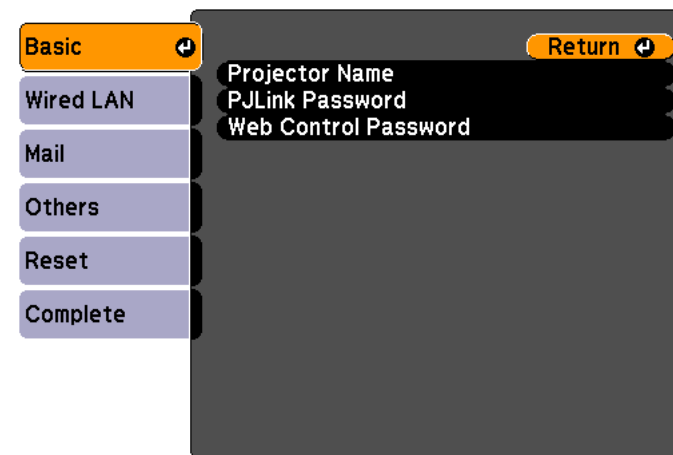 Basic
Return
Projector Name
PJLink Password
Web Control Password
Wired LAN
Mail
Others
Reset
Complete